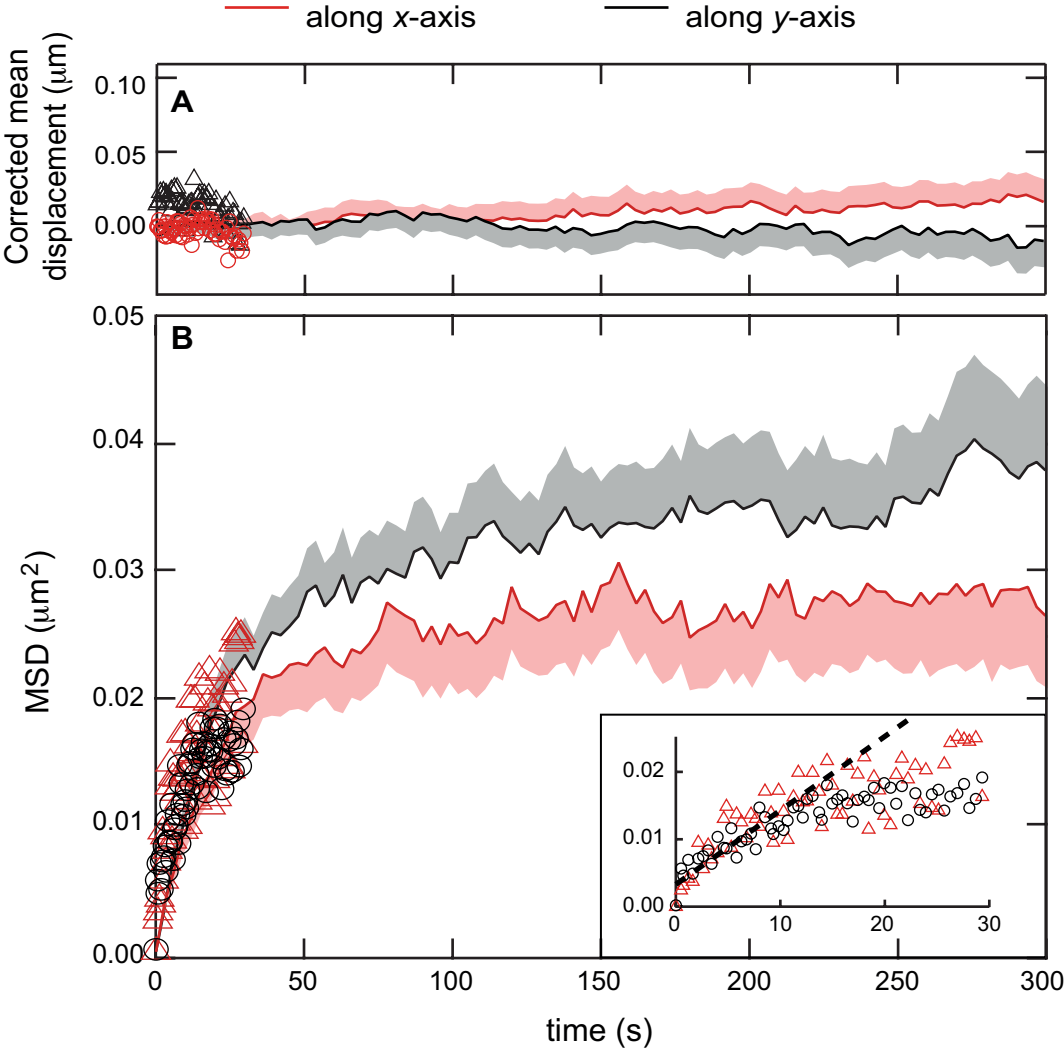 along x-axis along y-axis
Corrected mean
displacement (μm)
A
0.10
0.05
0.00
B
MSD (μm²)
0.05
0.04
0.03
0.02
0.01
0.00
0.02
0.01
0.00
0 10 20 30
0 50 100 150 200 250 300
time (s)